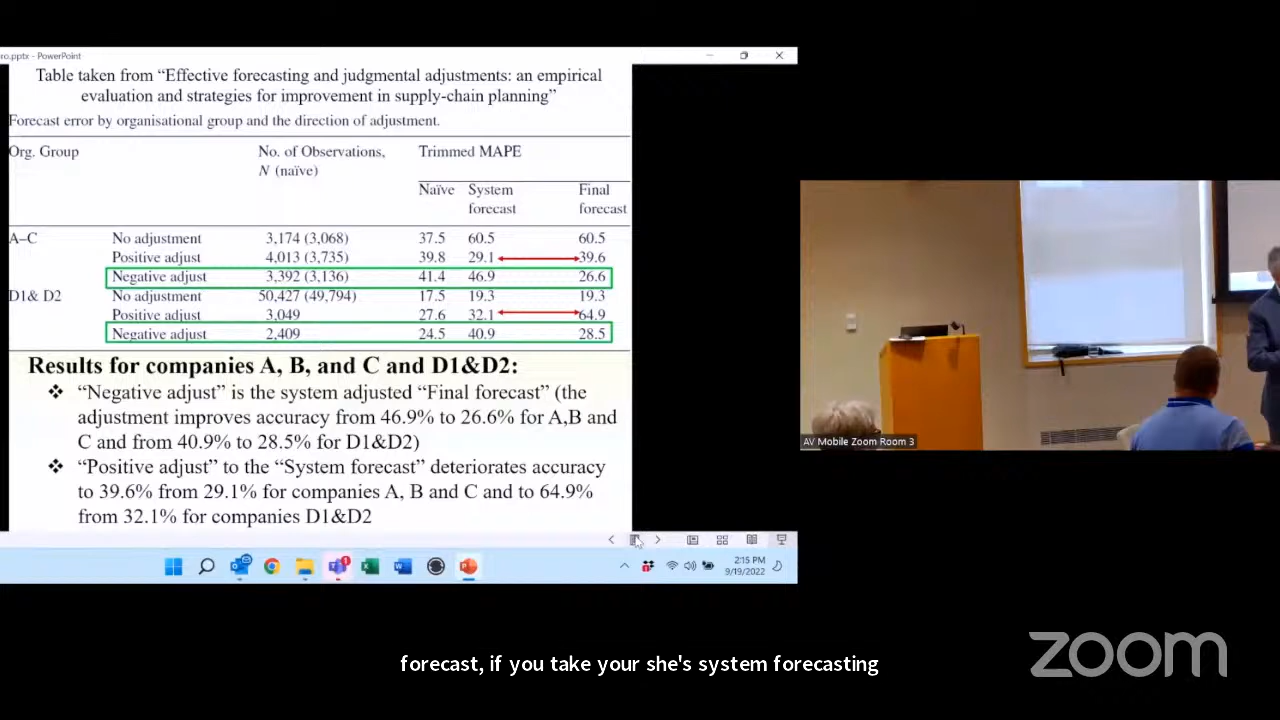 ro.pptx - PowerPoint
Table taken from “Effective forecasting and judgmental adjustments: an empirical
evaluation and strategies for improvement in supply-chain planning”
Forecast error by organisational group and the direction of adjustment.
Org. Group No. of Observations, Trimmed MAPE
N (naïve)
Naïve System Final
forecast forecast
A–C No adjustment 3,174 (3,068) 37.5 60.5 60.5
Positive adjust 4,013 (3,735) 39.8 29.1 39.6
Negative adjust 3,392 (3,136) 41.4 46.9 26.6
D1& D2 No adjustment 50,427 (49,794) 17.5 19.3 19.3
Positive adjust 3,049 27.6 32.1 64.9
Negative adjust 2,409 24.5 40.9 28.5
Results for companies A, B, and C and D1&D2:
❖ “Negative adjust” is the system adjusted “Final forecast” (the
adjustment improves accuracy from 46.9% to 26.6% for A,B and
C and from 40.9% to 28.5% for D1&D2)
❖ “Positive adjust” to the “System forecast” deteriorates accuracy
to 39.6% from 29.1% for companies A, B and C and to 64.9%
from 32.1% for companies D1&D2
2:15 PM
9/19/2022
AV Mobile Zoom Room 3
forecast, if you take your she's system forecasting
zoom